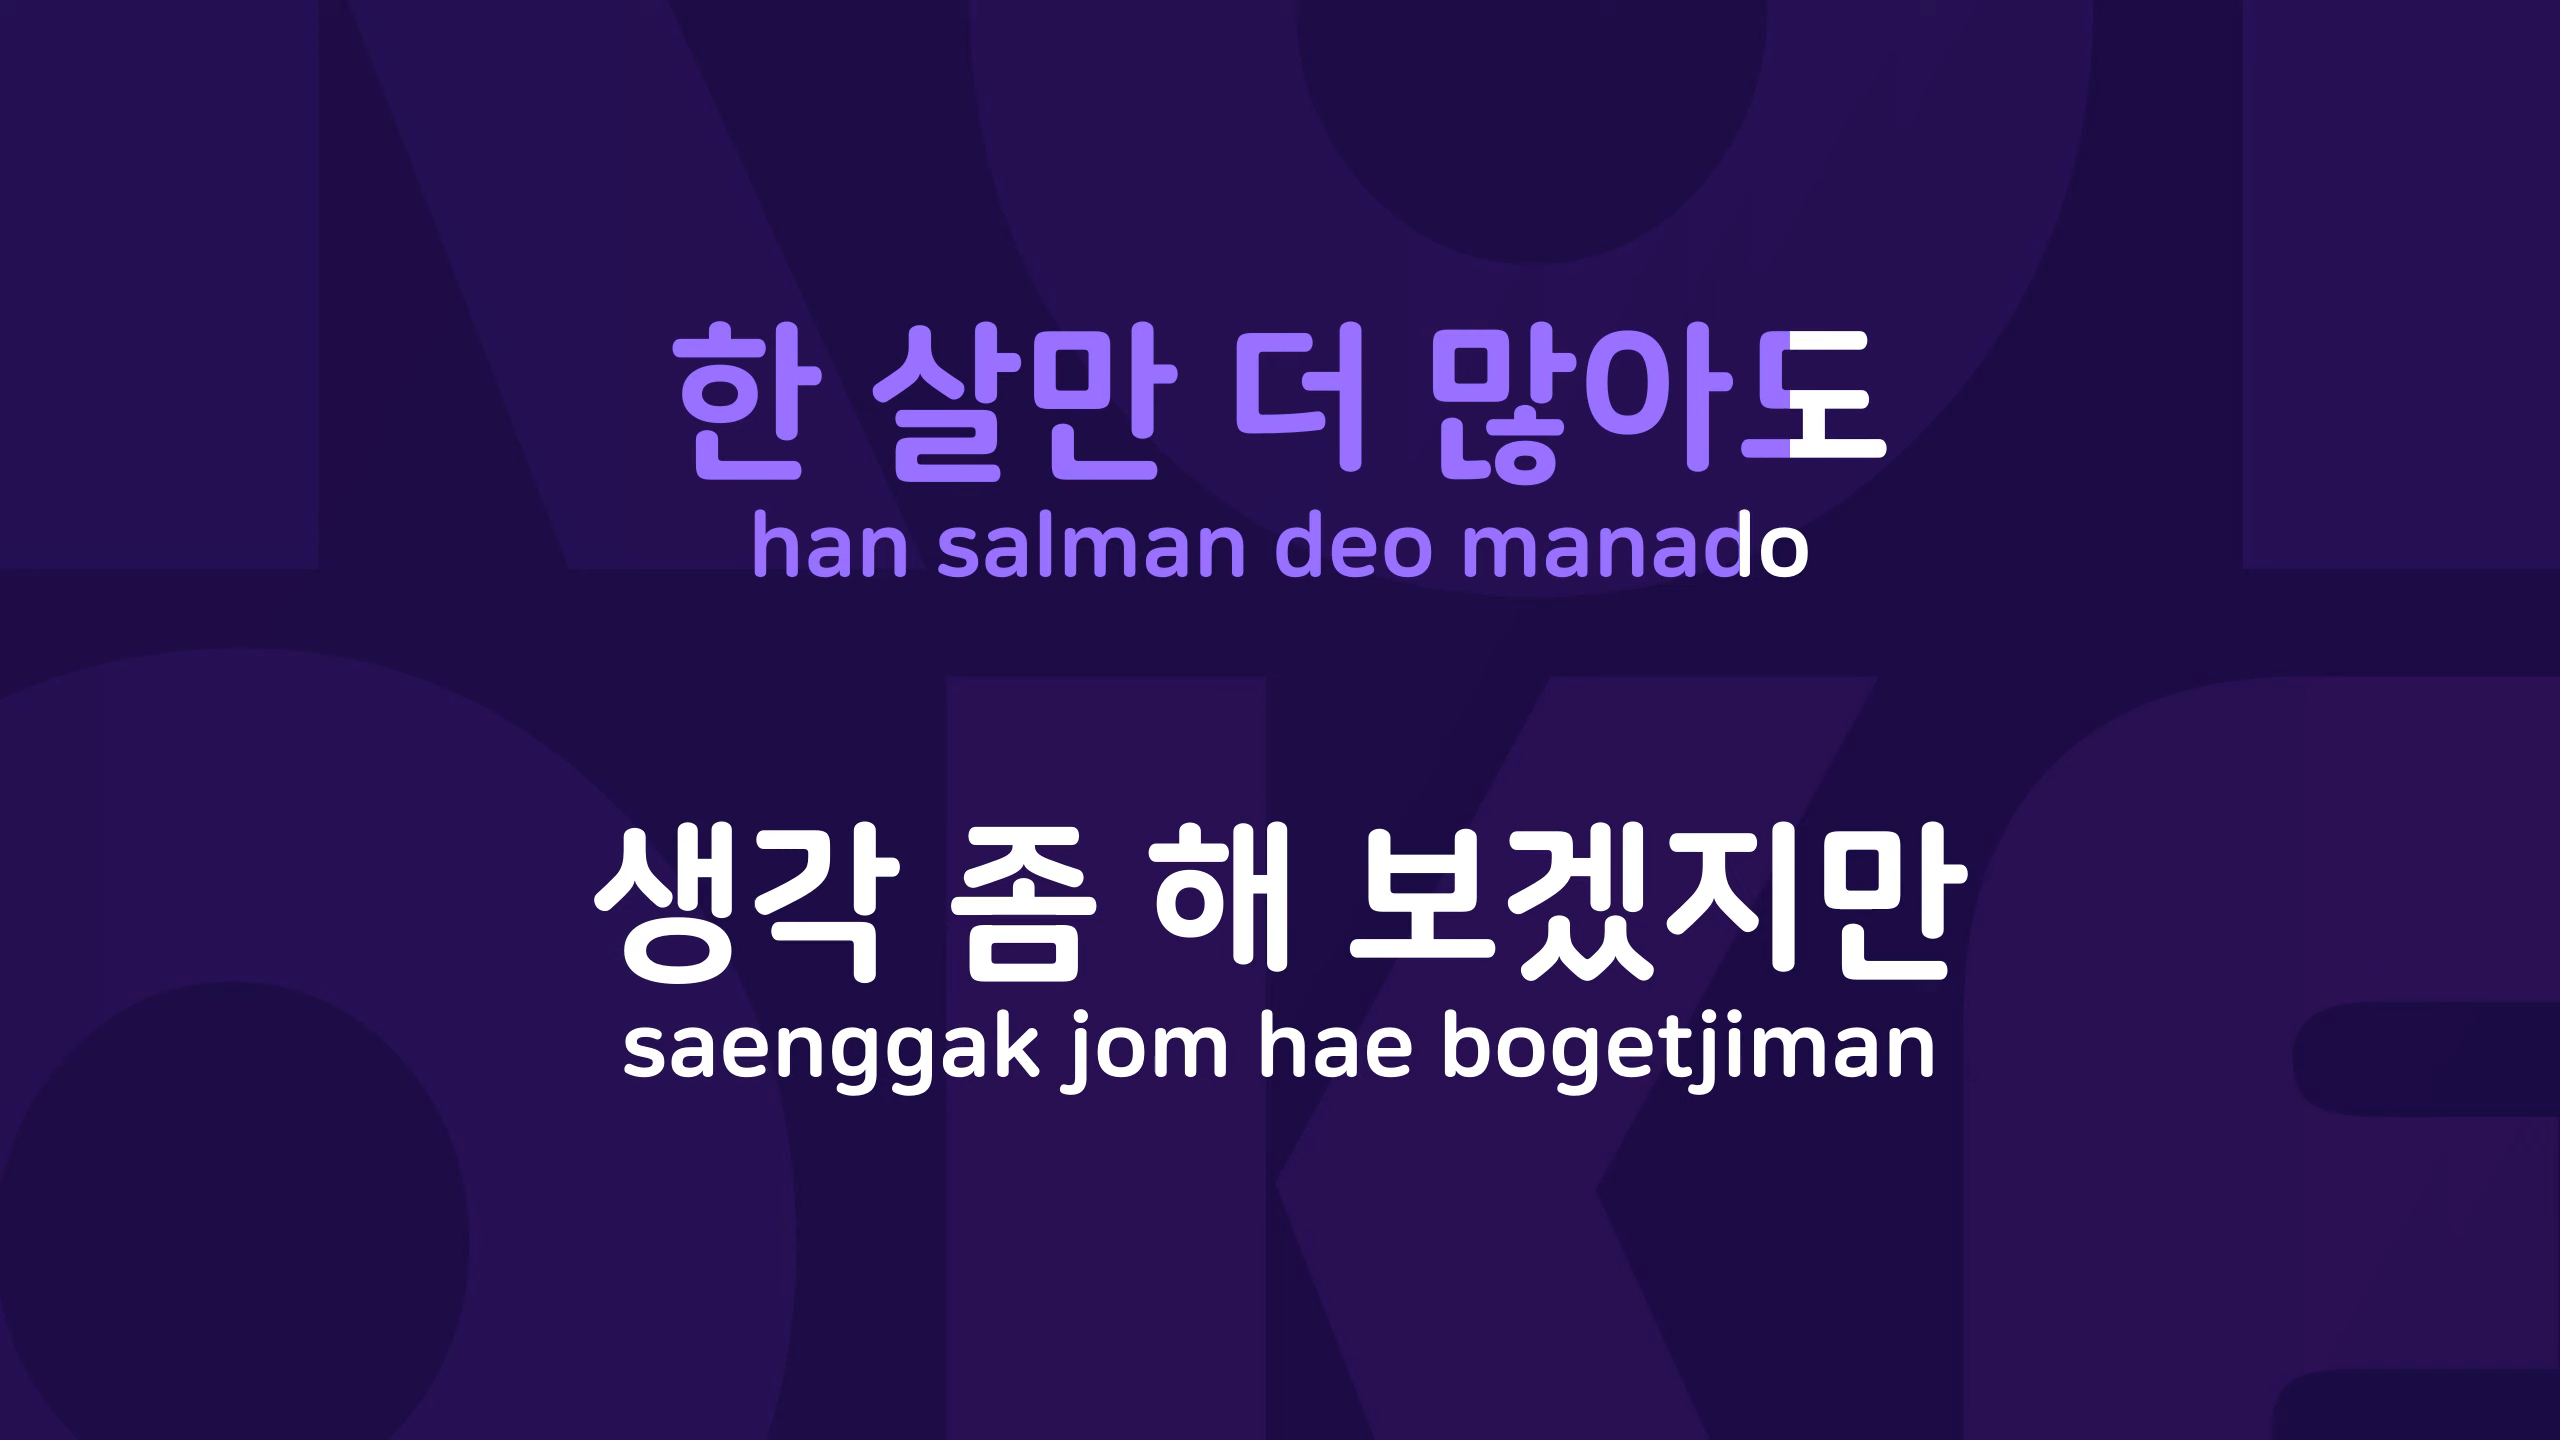 한 살만 더 많아도
han salman deo manado
생각 좀 해 보겠지만
saenggak jom hae bogetjiman